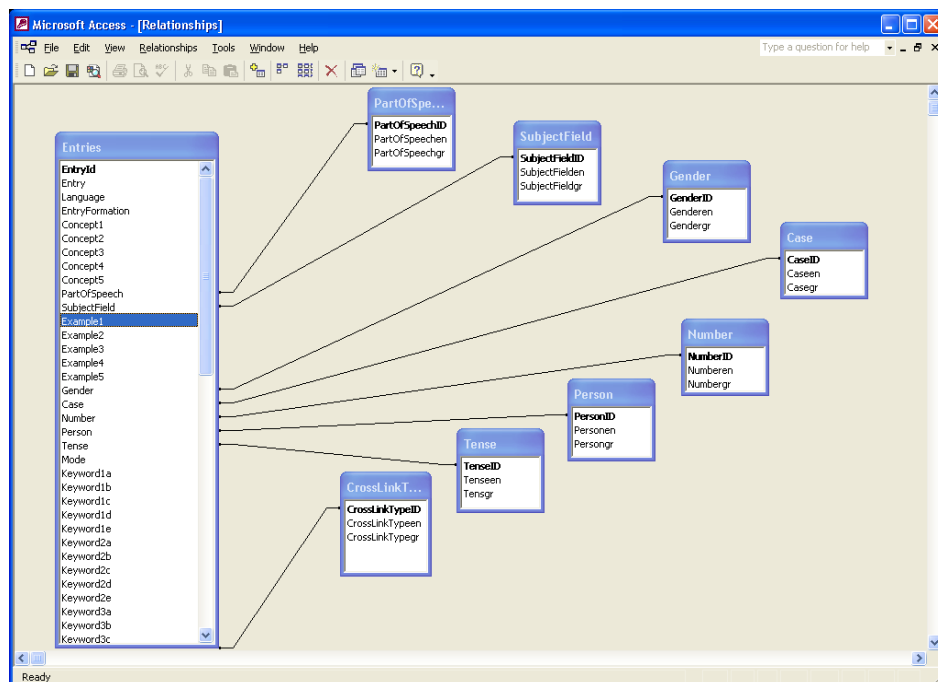 Microsoft Access - [Relationships]
File Edit View Relationships Tools Window Help Type a question for help
PartOfSpe...
PartOfSpeechID
PartOfSpeechen
PartOfSpeechgr
SubjectField
SubjectFieldID
SubjectFielden
SubjectFieldgr
Gender
GenderID
Genderen
Gendergr
Case
CaseID
Caseen
Casegr
Number
NumberID
Numberen
Numbergr
Person
PersonID
Personen
Persongr
Tense
TenseID
Tenseen
Tensgr
CrossLinkT...
CrossLinkTypeID
CrossLinkTypeen
CrossLinkTypegr
Entries
EntryId
Entry
Language
EntryFormation
Concept1
Concept2
Concept3
Concept4
Concept5
PartOfSpeech
SubjectField
Example1
Example2
Example3
Example4
Example5
Gender
Case
Number
Person
Tense
Mode
Keyword1a
Keyword1b
Keyword1c
Keyword1d
Keyword1e
Keyword2a
Keyword2b
Keyword2c
Keyword2d
Keyword2e
Keyword3a
Keyword3b
Keyword3c
Ready